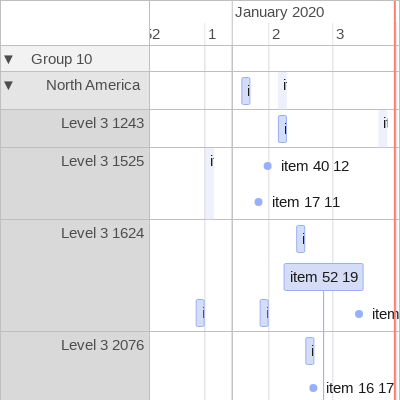 January 2020
52 1 2 3
▼ Group 10
▼ North America i i
Level 3 1243 i it
Level 3 1525 i item 40 12
item 17 11
Level 3 1624 i
item 52 19
i i item
Level 3 2076 i
item 16 17